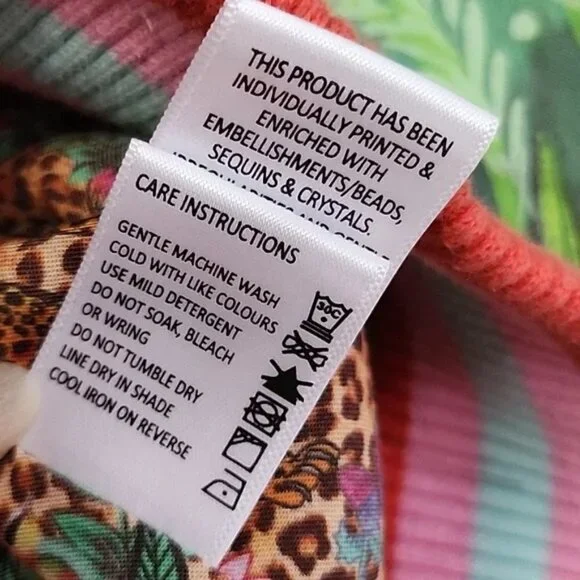 THIS PRODUCT HAS BEEN
INDIVIDUALLY PRINTED &
ENRICHED WITH
EMBELLISHMENTS/BEADS,
SEQUINS & CRYSTALS.
CARE INSTRUCTIONS
GENTLE MACHINE WASH
COLD WITH LIKE COLOURS
USE MILD DETERGENT
DO NOT SOAK, BLEACH
OR WRING
DO NOT TUMBLE DRY
LINE DRY IN SHADE
COOL IRON ON REVERSE